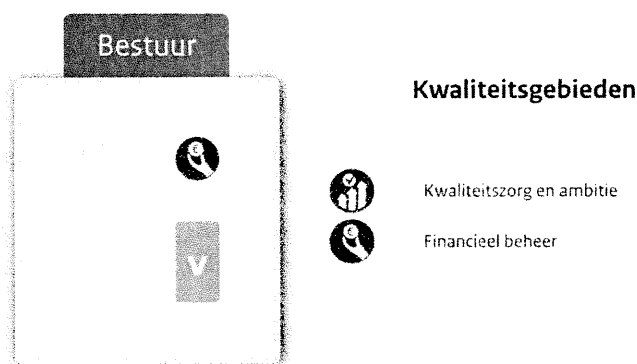 Bestuur
Kwaliteitsgebieden
€
V
Kwaliteitszorg en ambitie
€
Financieel beheer